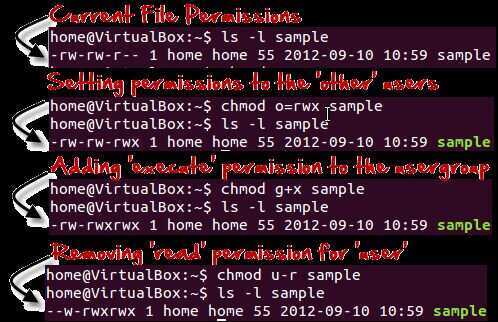 Current File Permissions
home@VirtualBox:~$ ls -l sample
-rw-rw-r-- 1 home home 55 2012-09-10 10:59 sample
Setting permissions to the 'other' users
home@VirtualBox:~$ chmod o=rwx sample
home@VirtualBox:~$ ls -l sample
-rw-rw-rwx 1 home home 55 2012-09-10 10:59 sample
Adding 'execute' permission to the usergroup
home@VirtualBox:~$ chmod g+x sample
home@VirtualBox:~$ ls -l sample
-rw-rwxrwx 1 home home 55 2012-09-10 10:59 sample
Removing 'read' permission for 'user'
home@VirtualBox:~$ chmod u-r sample
home@VirtualBox:~$ ls -l sample
--w-rwxrwx 1 home home 55 2012-09-10 10:59 sample